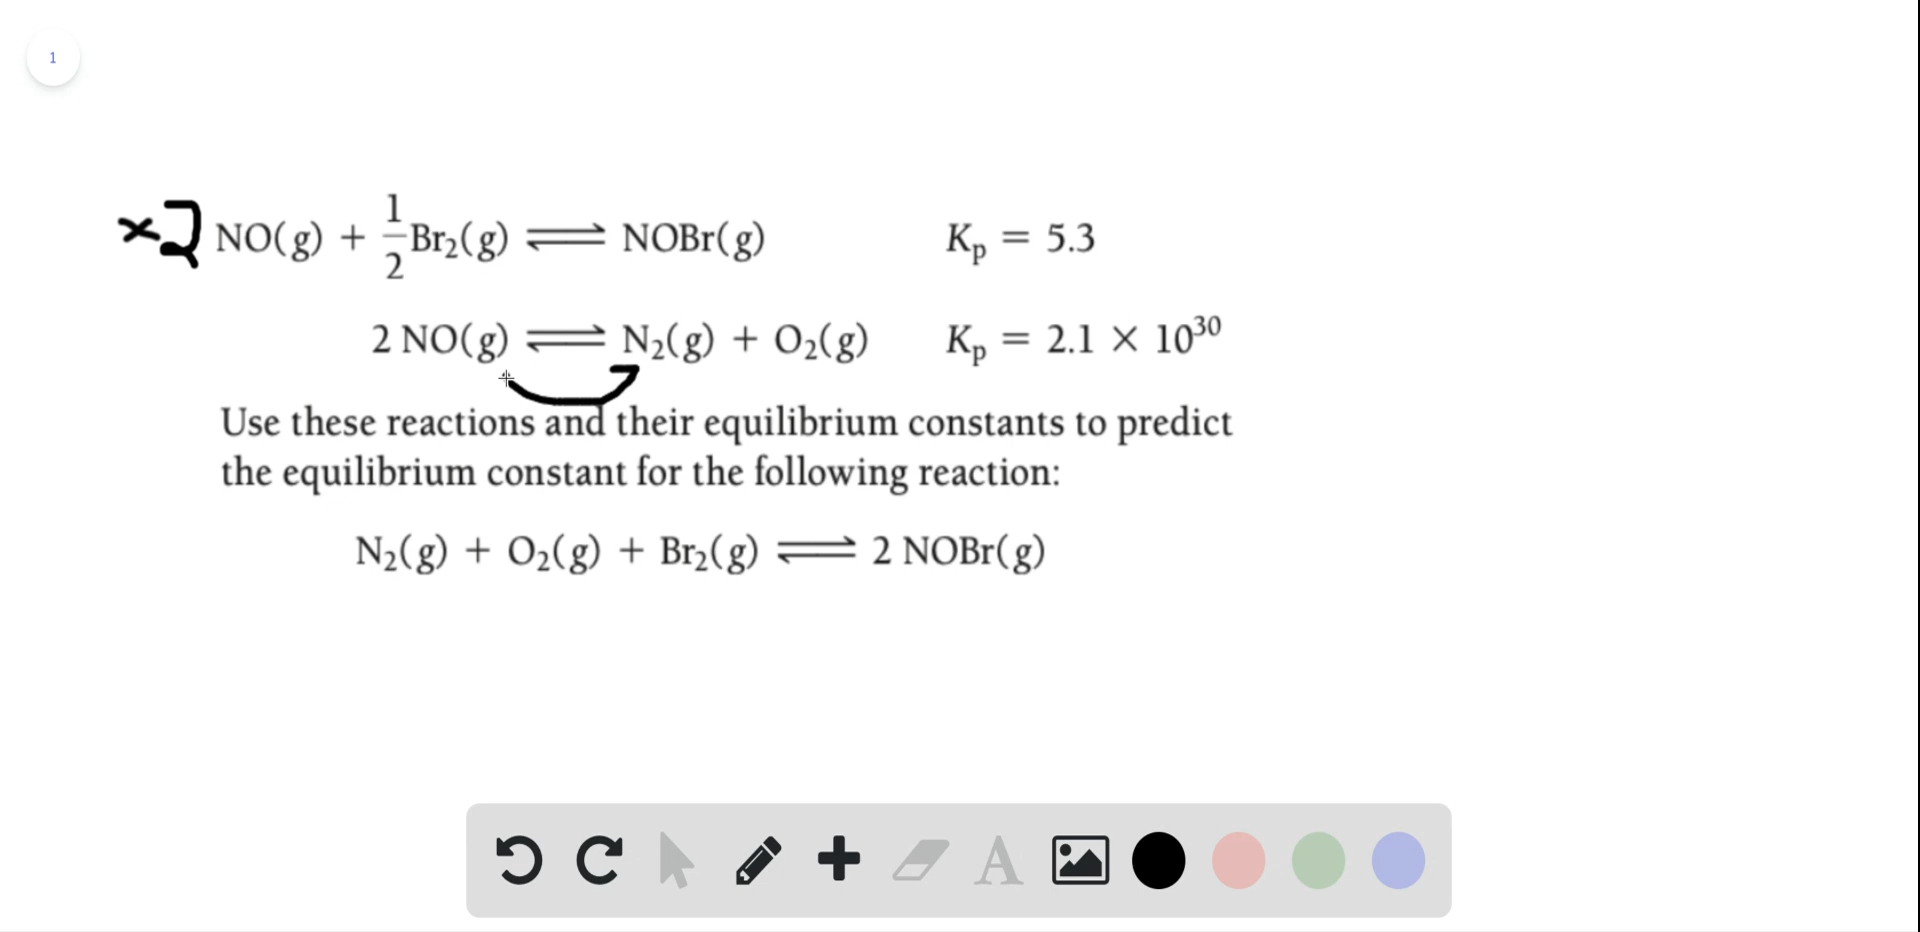 1
×2 NO(g) + 1/2 Br₂(g) ⇌ NOBr(g) Kₚ = 5.3
2 NO(g) ⇌ N₂(g) + O₂(g) Kₚ = 2.1 × 10³⁰
Use these reactions and their equilibrium constants to predict
the equilibrium constant for the following reaction:
N₂(g) + O₂(g) + Br₂(g) ⇌ 2 NOBr(g)
A